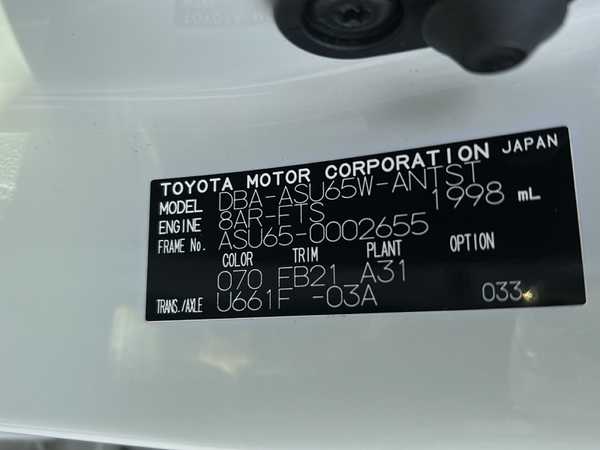 TOYOTA MOTOR CORPORATION JAPAN
MODEL DBA-ASU65W-ANTST
ENGINE 8AR-FTS 1998 mL
FRAME No. ASU65-0002655
COLOR TRIM PLANT OPTION
070 FB21 A31
TRANS./AXLE U661F -03A 033